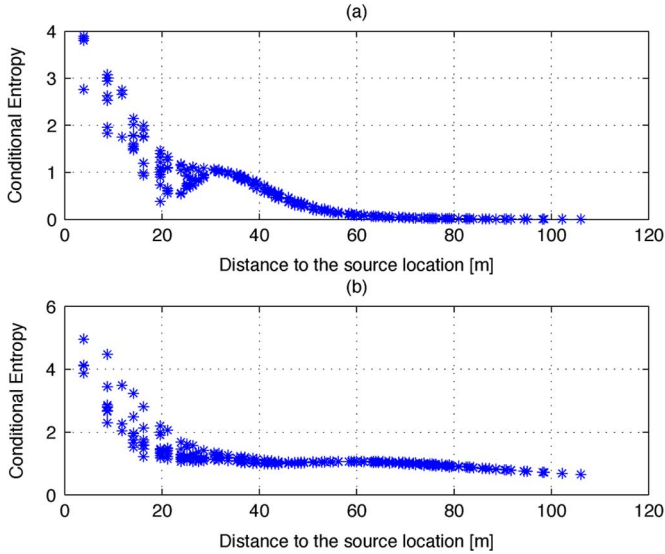 (a)
Conditional Entropy
4
3
2
1
0
0 20 40 60 80 100 120
Distance to the source location [m]
(b)
Conditional Entropy
6
4
2
0
0 20 40 60 80 100 120
Distance to the source location [m]